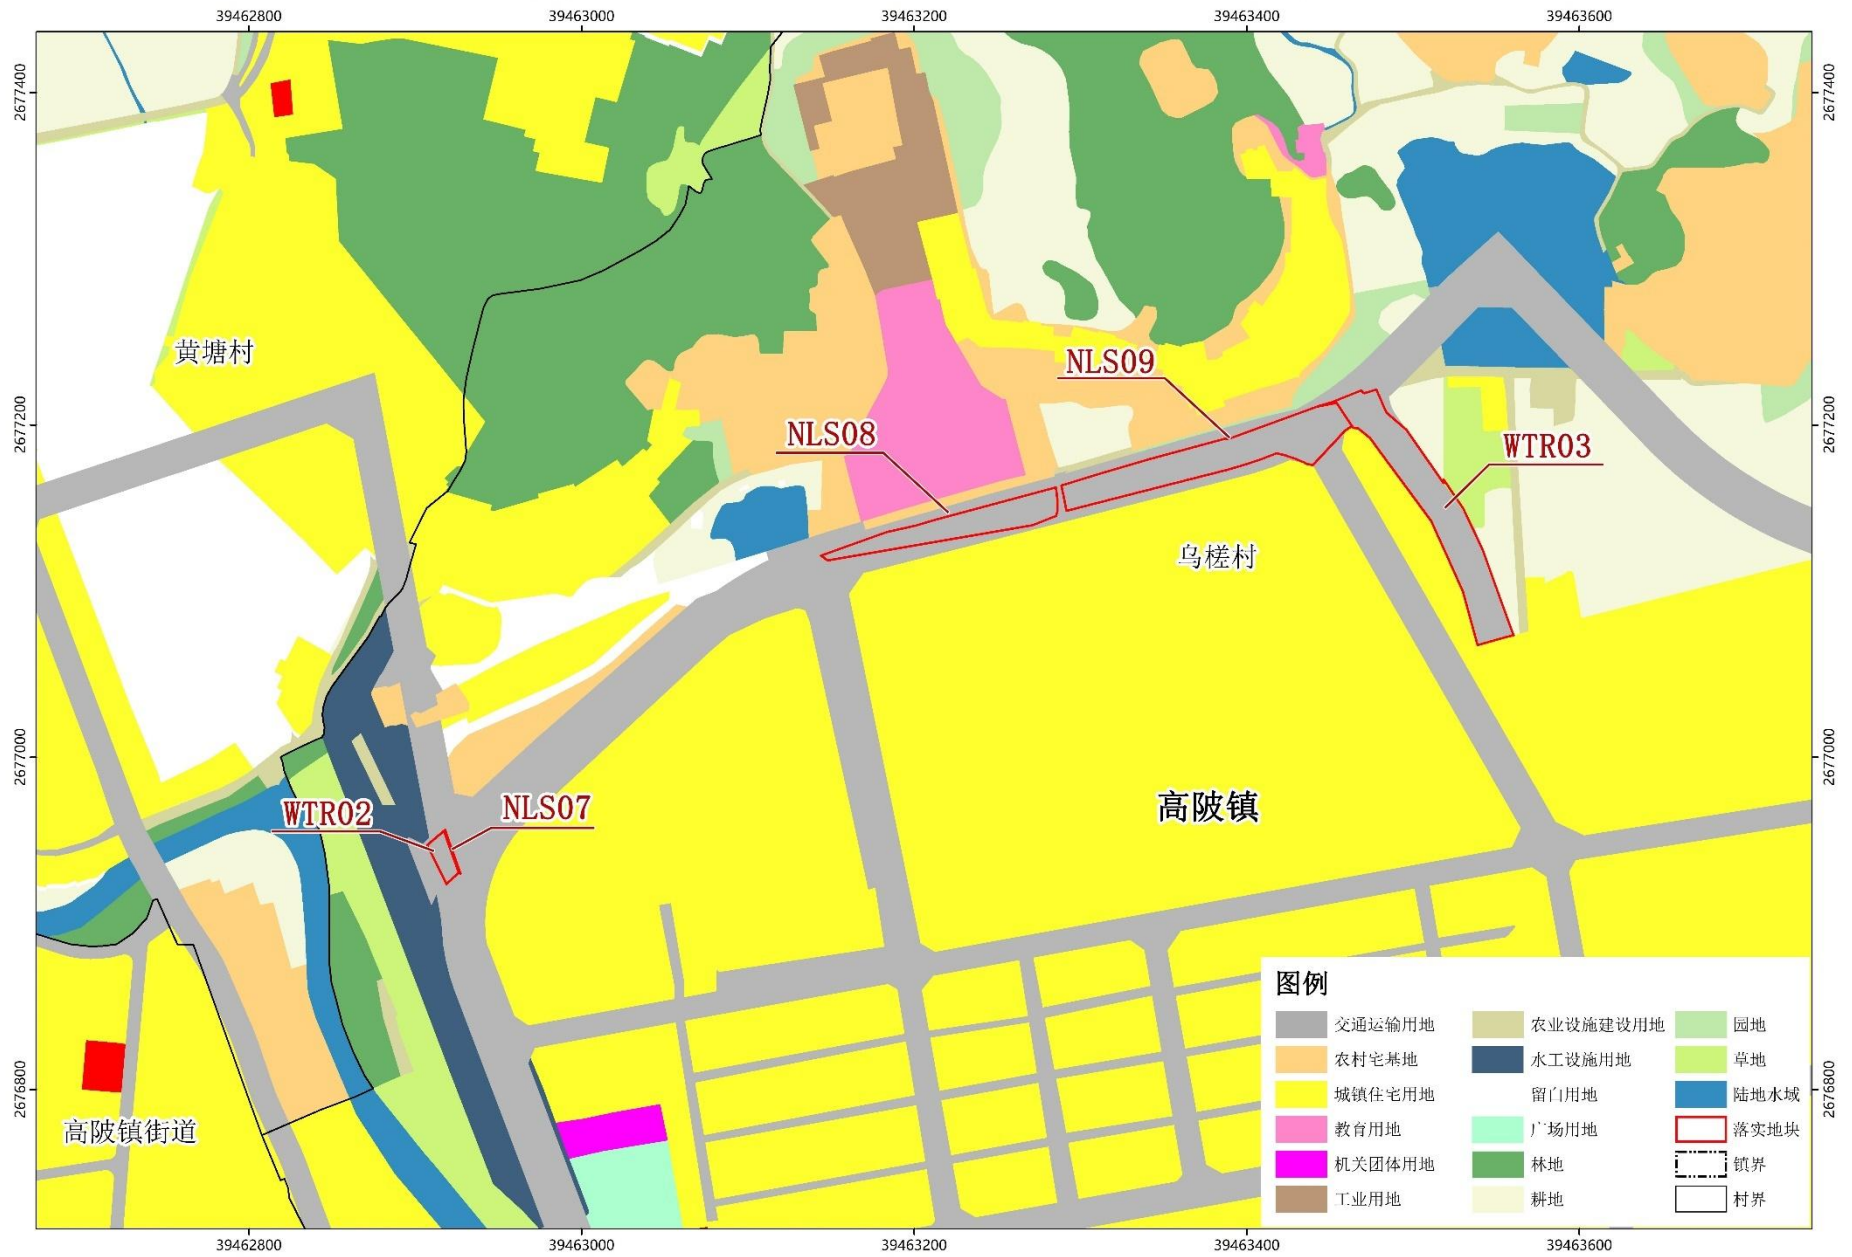 39462800 39463000 39463200 39463400 39463600
2677400 2677400
黄塘村
NLS09
2677200 2677200
NLS08
WTR03
乌槎村
2677000 2677000
高陂镇
WTR02 NLS07
图例
交通运输用地 农业设施建设用地 园地
农村宅基地 水工设施用地 草地
城镇住宅用地 留白用地 陆地水域
教育用地 广场用地 落实地块
机关团体用地 林地 镇界
工业用地 耕地 村界
2676800 2676800
高陂镇街道
39462800 39463000 39463200 39463400 39463600